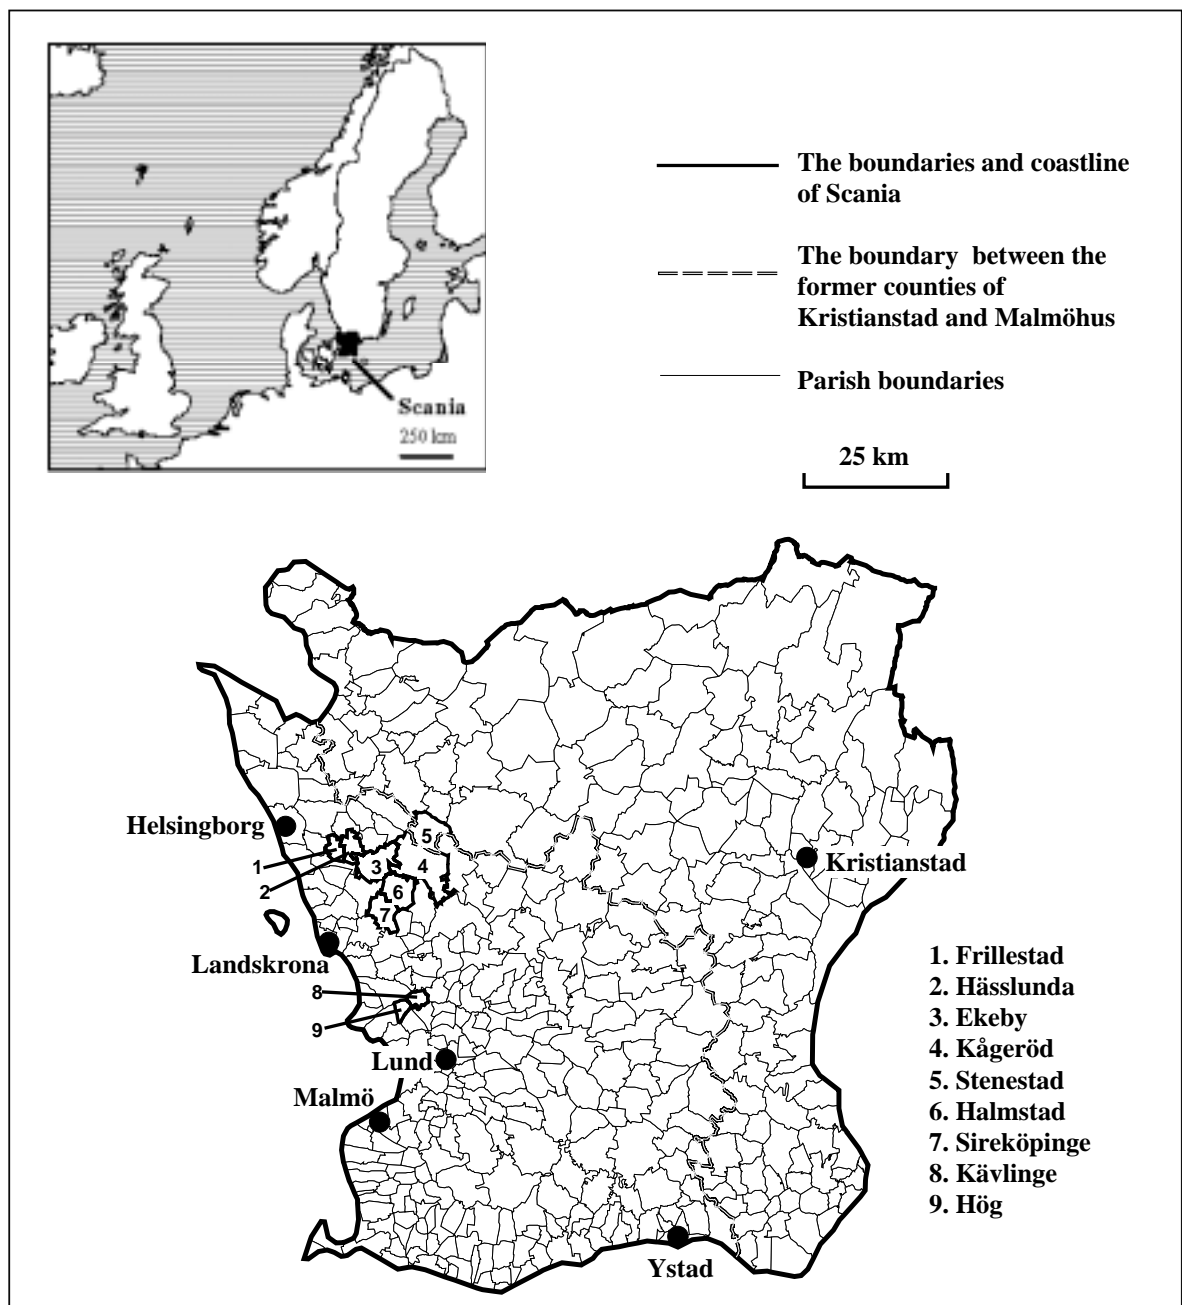 Scania
250 km
The boundaries and coastline
of Scania
The boundary between the
former counties of
Kristianstad and Malmöhus
Parish boundaries
25 km
Helsingborg
1
2
3
4
5
6
7
Kristianstad
Landskrona
8
9
Lund
Malmö
Ystad
1. Frillestad
2. Hässlunda
3. Ekeby
4. Kågeröd
5. Stenestad
6. Halmstad
7. Sireköpinge
8. Kävlinge
9. Hög